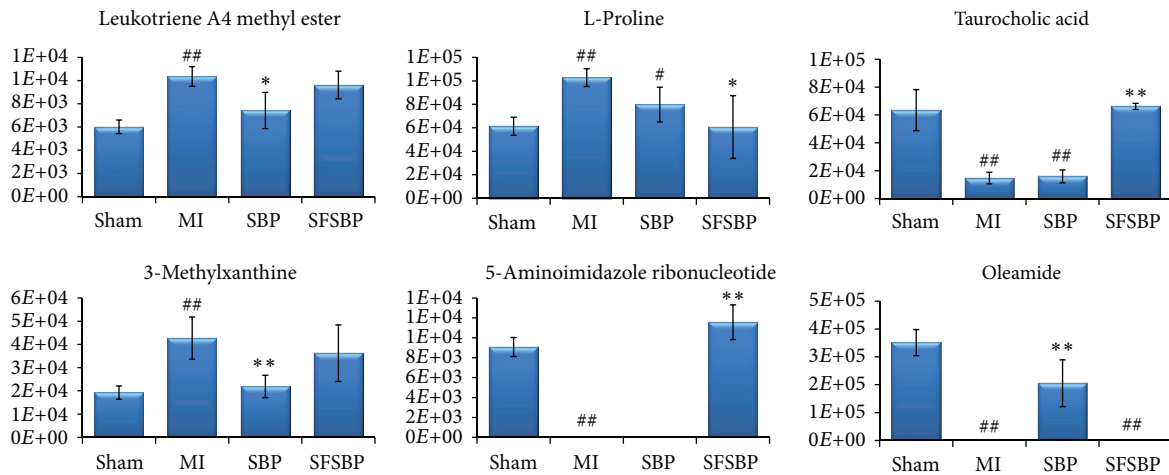 Leukotriene A4 methyl ester
1E+04
1E+04
8E+03
6E+03
4E+03
2E+03
0E+00
##
*
Sham MI SBP SFSBP
L-Proline
1E+05
1E+05
8E+04
6E+04
4E+04
2E+04
0E+00
##
#
*
Sham MI SBP SFSBP
Taurocholic acid
1E+05
8E+04
6E+04
4E+04
2E+04
0E+00
##
##
**
Sham MI SBP SFSBP
3-Methylxanthine
6E+04
5E+04
4E+04
3E+04
2E+04
1E+04
0E+00
##
**
Sham MI SBP SFSBP
5-Aminoimidazole ribonucleotide
1E+04
1E+04
1E+04
8E+03
6E+03
4E+03
2E+03
0E+00
##
**
Sham MI SBP SFSBP
Oleamide
5E+05
4E+05
3E+05
2E+05
1E+05
0E+00
##
**
##
Sham MI SBP SFSBP